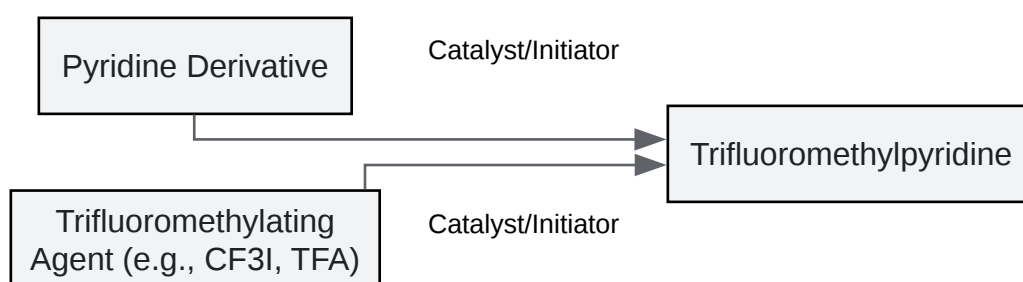 Pyridine Derivative
Catalyst/Initiator
Trifluoromethylpyridine
Trifluoromethylating
Agent (e.g., CF3I, TFA)
Catalyst/Initiator